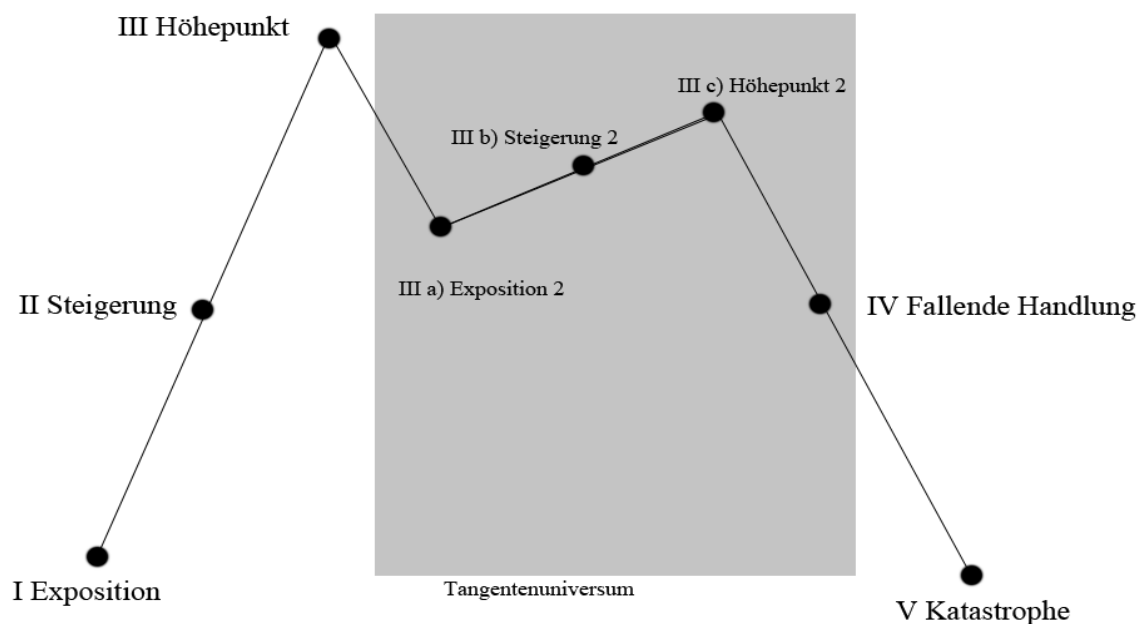 III Höhepunkt
III c) Höhepunkt 2
III b) Steigerung 2
III a) Exposition 2
II Steigerung
IV Fallende Handlung
I Exposition
Tangentenuniversum
V Katastrophe